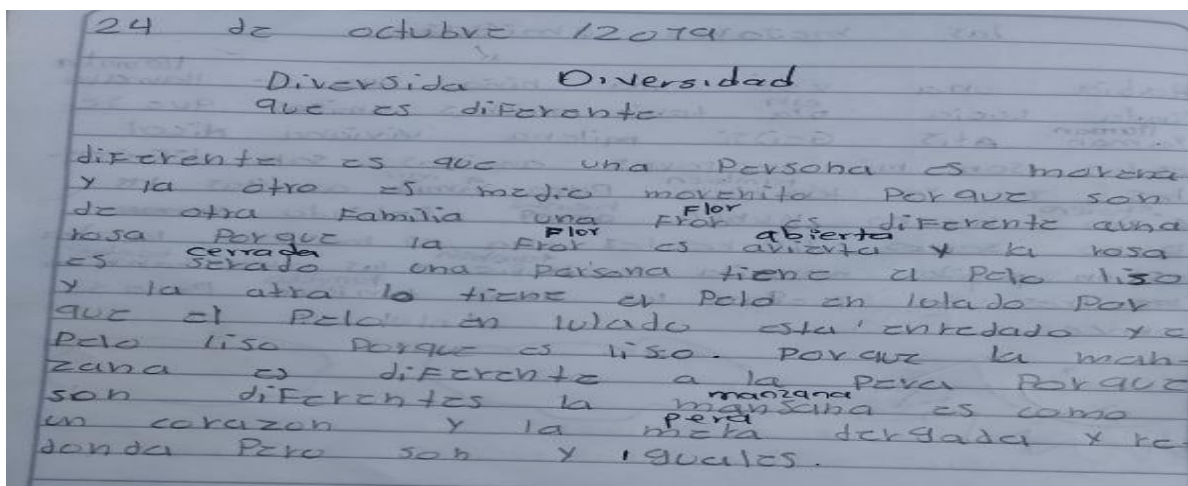 24 de octubre /2019
Diversida Diversidad
que es diferente
diferente es que una Persona es morena
y la otro es medio morenito Porque son
de otra Familia una Fror Flor es diferente auna
rosa Porque la Fror Flor es avierta abierta y la rosa
es serado cerrada una Persona tiene el Pelo liso
y la otra lo tiene el Pelo en lulado Por
que el Pelo en lulado esta enredado y e
Pelo liso Porque es liso. Porque la man-
zana es diferente a la Pera Porque
son diferentes la mansana manzana es como
un corazon y la pera dergada y re-
donda Pero son y iguales.